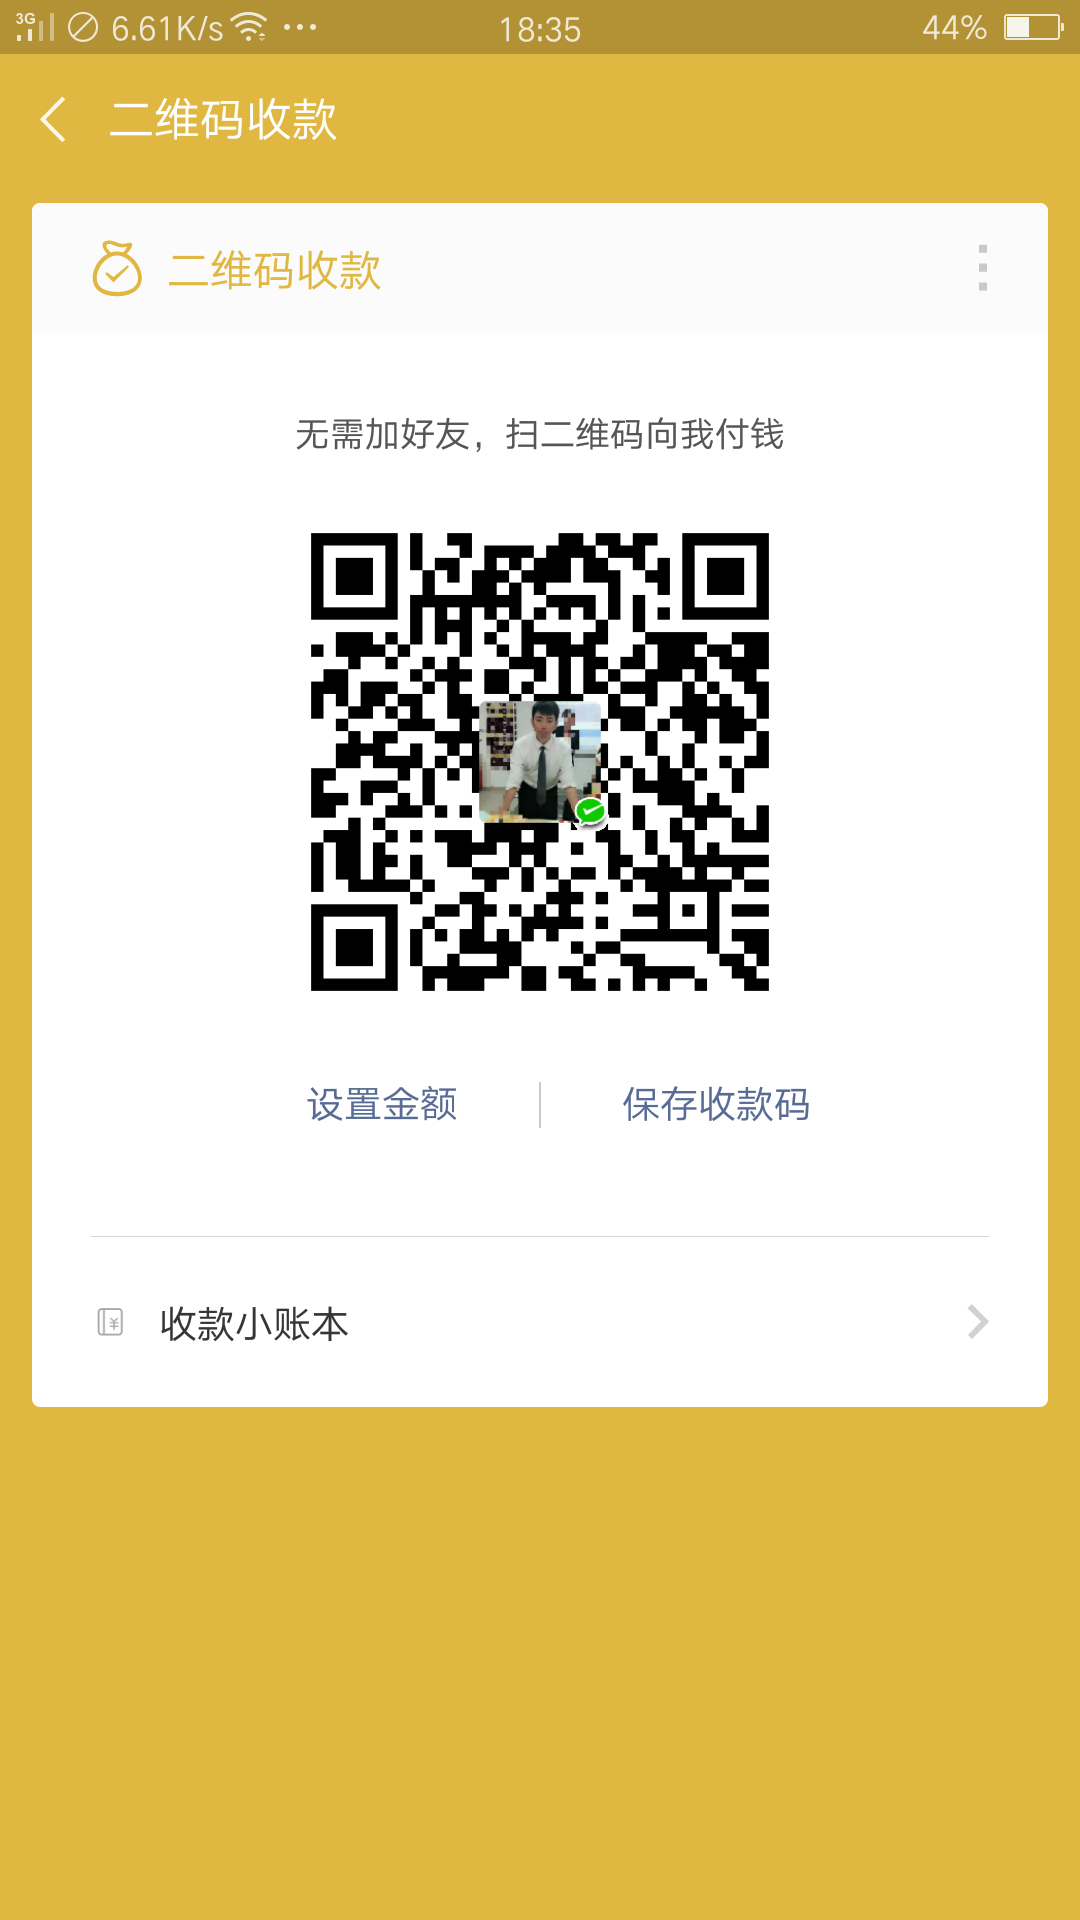 3G 6.61K/s 18:35 44%
二维码收款
二维码收款
无需加好友，扫二维码向我付钱
设置金额 保存收款码
收款小账本